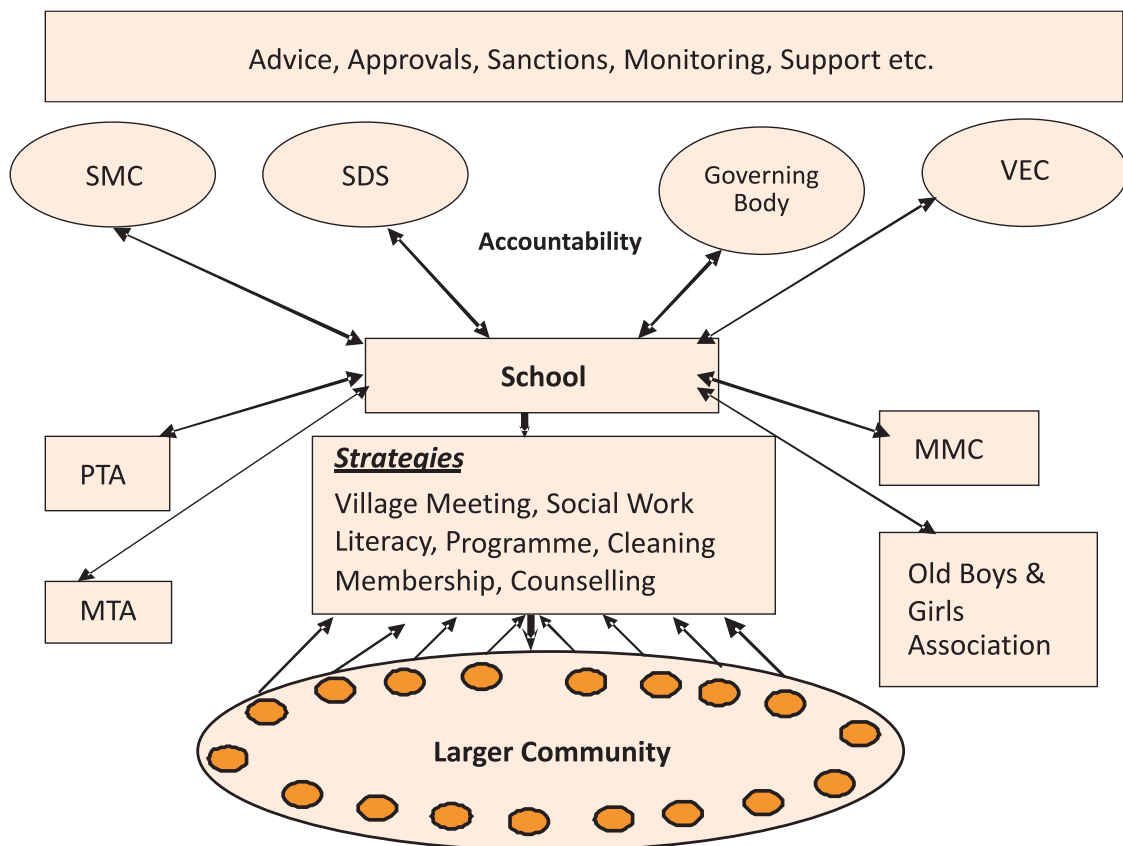 Advice, Approvals, Sanctions, Monitoring, Support etc.
SMC
SDS
Governing
Body
VEC
Accountability
School
PTA
MMC
Strategies
Village Meeting, Social Work
Literacy, Programme, Cleaning
Membership, Counselling
MTA
Old Boys &
Girls
Association
Larger Community